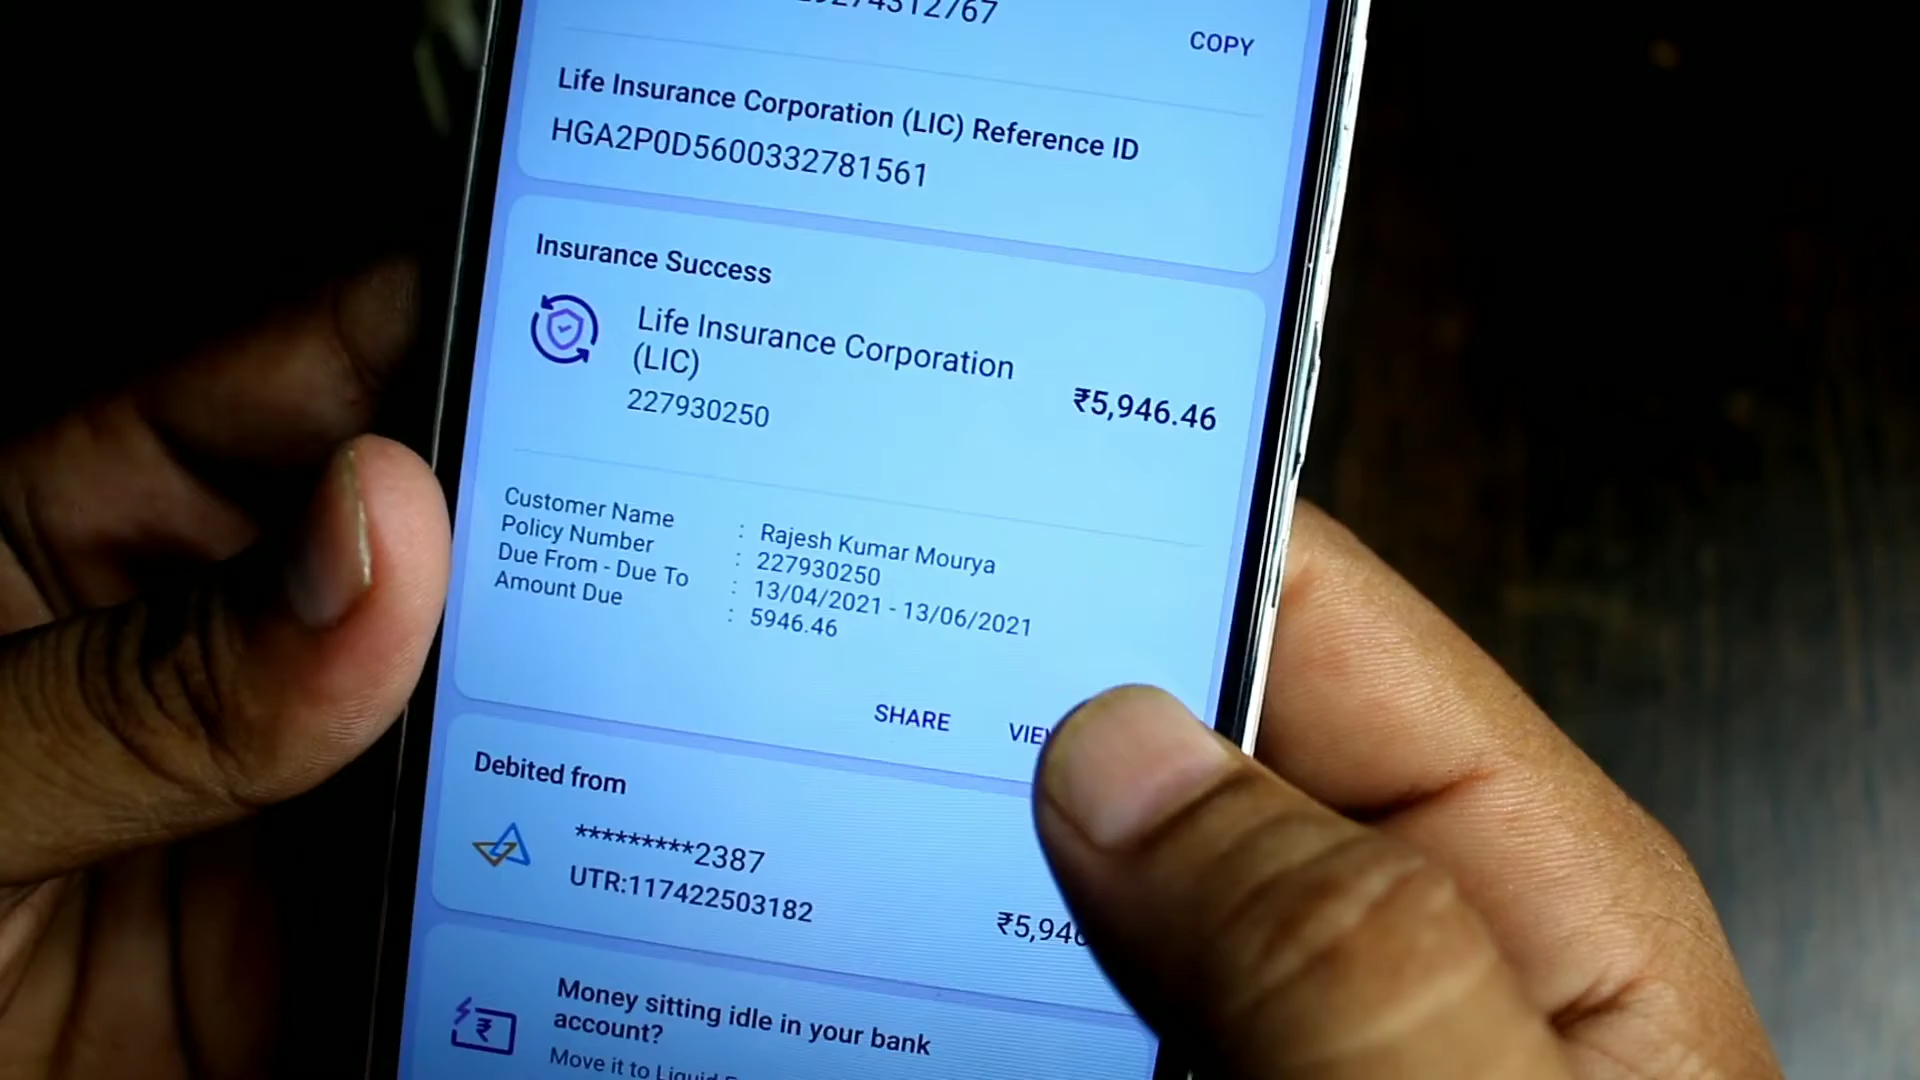 COPY
Life Insurance Corporation (LIC) Reference ID
HGA2P0D5600332781561
Insurance Success
Life Insurance Corporation
(LIC)
227930250
₹5,946.46
Customer Name : Rajesh Kumar Mourya
Policy Number : 227930250
Due From - Due To : 13/04/2021 - 13/06/2021
Amount Due : 5946.46
SHARE
Debited from
*********2387
UTR:117422503182
Money sitting idle in your bank
account?
Move it to